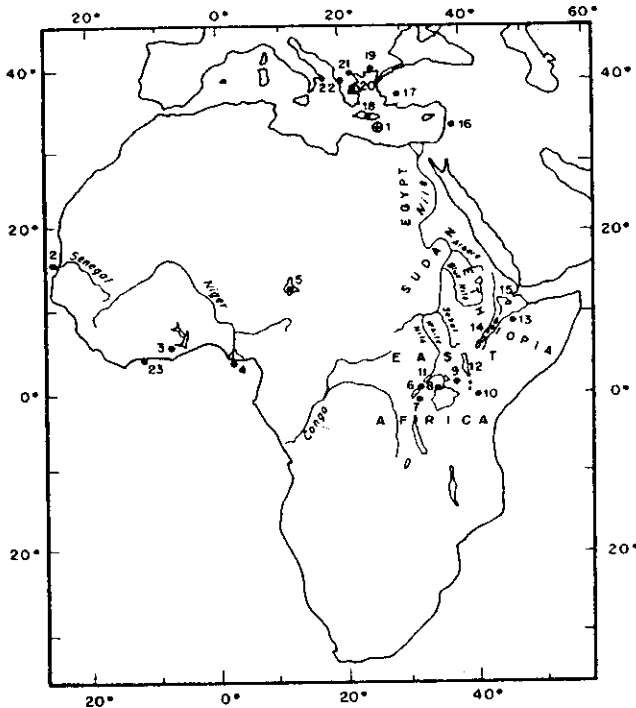 20° 0° 20° 40° 60°
40° 40°
20° 20°
0° 0°
20° 20°
20° 0° 20° 40°
19
21
22
20
17
18
1
16
EGYPT
Nile
2
Senegal
Niger
5
SUDAN
Atbara
Blue Nile
ETHIOPIA
15
14
13
White Nile
Sobat
3
23
4
EAST
AFRICA
11
9
12
6
8
10
7
Congo